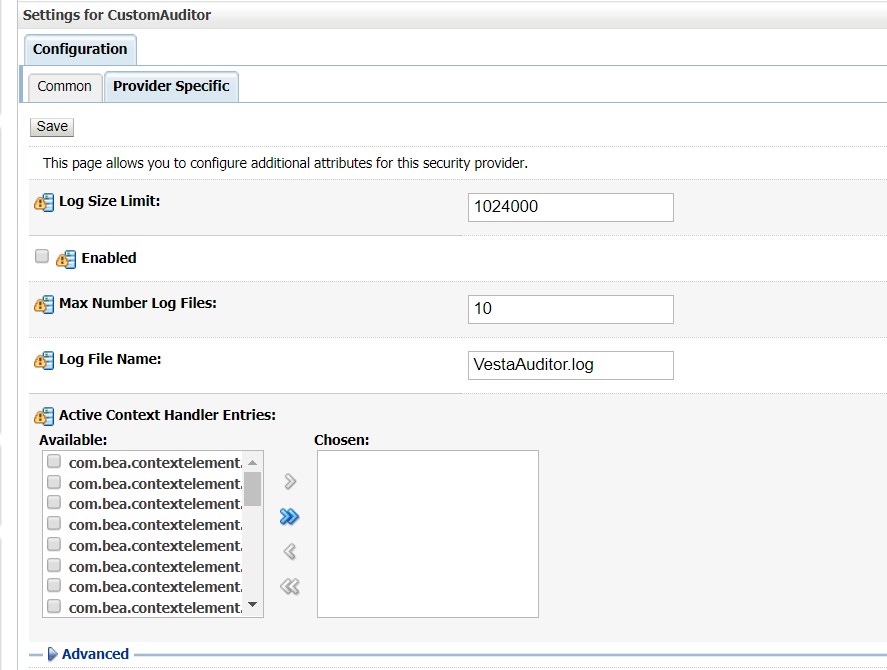 Settings for CustomAuditor
Configuration
Common
Provider Specific
Save
This page allows you to configure additional attributes for this security provider.
Log Size Limit:
1024000
Enabled
Max Number Log Files:
10
Log File Name:
VestaAuditor.log
Active Context Handler Entries:
Available:
Chosen:
com.bea.contextelement.
com.bea.contextelement.
com.bea.contextelement.
com.bea.contextelement.
com.bea.contextelement.
com.bea.contextelement.
com.bea.contextelement.
com.bea.contextelement.
Advanced